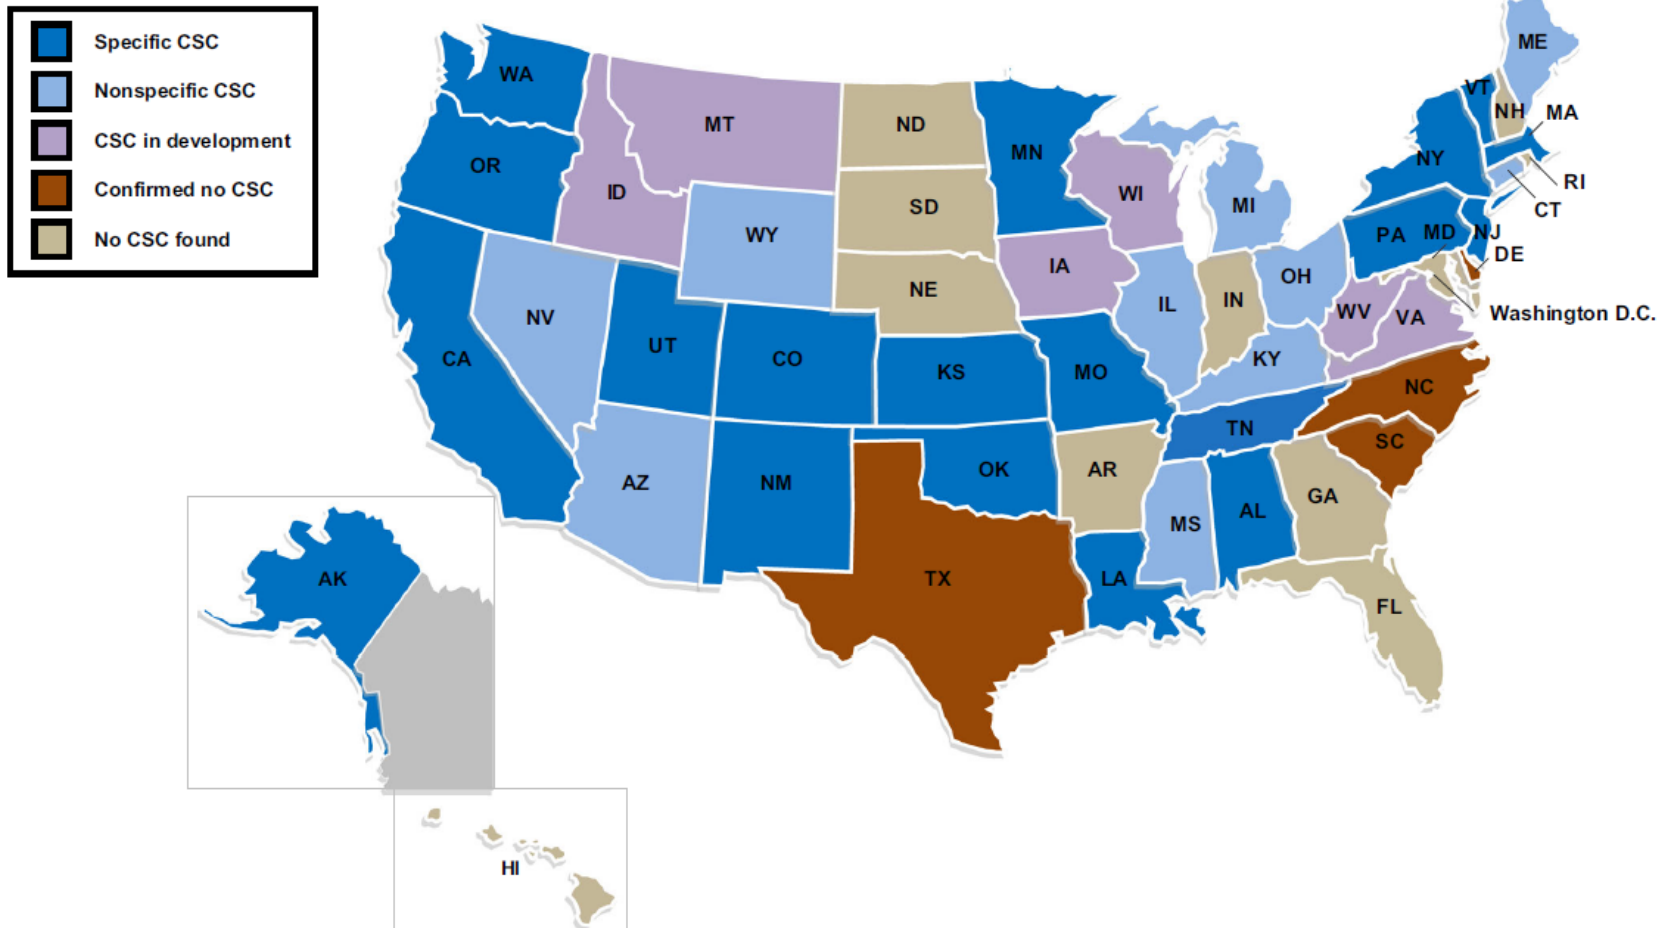 Specific CSC
Nonspecific CSC
CSC in development
Confirmed no CSC
No CSC found
WA
OR
CA
NV
ID
MT
WY
UT
CO
AZ
NM
ND
SD
NE
KS
OK
TX
MN
IA
MO
AR
LA
WI
IL
MI
IN
OH
KY
TN
MS
AL
GA
FL
SC
NC
VA
WV
PA
MD
NJ
DE
Washington D.C.
NY
VT
NH
ME
MA
RI
CT
AK
HI